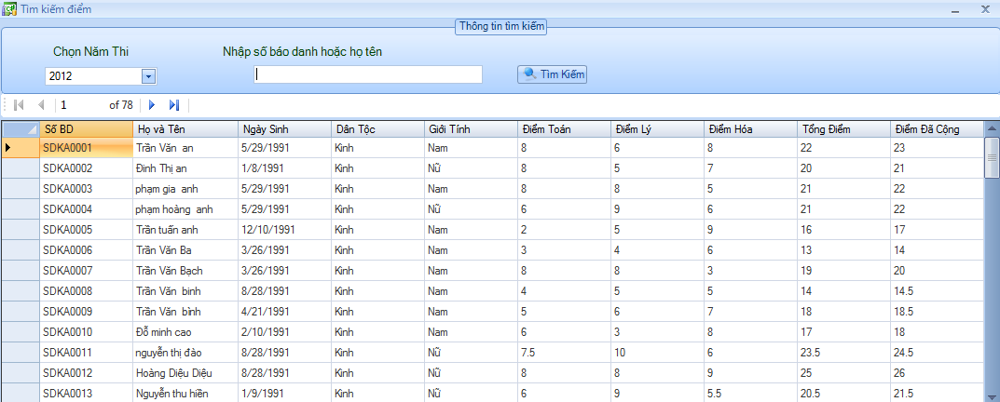 Tìm kiếm điểm
Thông tin tìm kiếm
Chọn Năm Thi Nhập số báo danh hoặc họ tên
2012 Tìm Kiếm
1 of 78
Số BD Họ và Tên Ngày Sinh Dân Tộc Giới Tính Điểm Toán Điểm Lý Điểm Hóa Tổng Điểm Điểm Đã Cộng
SDKA0001 Trần Văn an 5/29/1991 Kinh Nam 8 6 8 22 23
SDKA0002 Đinh Thị an 1/8/1991 Kinh Nữ 8 5 7 20 21
SDKA0003 phạm gia anh 5/29/1991 Kinh Nam 8 8 5 21 22
SDKA0004 phạm hoàng anh 5/29/1991 Kinh Nữ 6 9 6 21 22
SDKA0005 Trần tuấn anh 12/10/1991 Kinh Nam 2 5 9 16 17
SDKA0006 Trần Văn Ba 3/26/1991 Kinh Nam 3 4 6 13 14
SDKA0007 Trần Văn Bạch 3/26/1991 Kinh Nam 8 8 3 19 20
SDKA0008 Trần Văn binh 8/28/1991 Kinh Nam 4 5 5 14 14.5
SDKA0009 Trần Văn bình 4/21/1991 Kinh Nam 5 6 7 18 18.5
SDKA0010 Đỗ minh cao 2/10/1991 Kinh Nam 6 3 8 17 18
SDKA0011 nguyễn thị đào 8/28/1991 Kinh Nữ 7.5 10 6 23.5 24.5
SDKA0012 Hoàng Diệu Diệu 8/28/1991 Kinh Nữ 8 8 9 25 26
SDKA0013 Nguyễn thu hiền 1/9/1991 Kinh Nữ 6 9 5.5 20.5 21.5